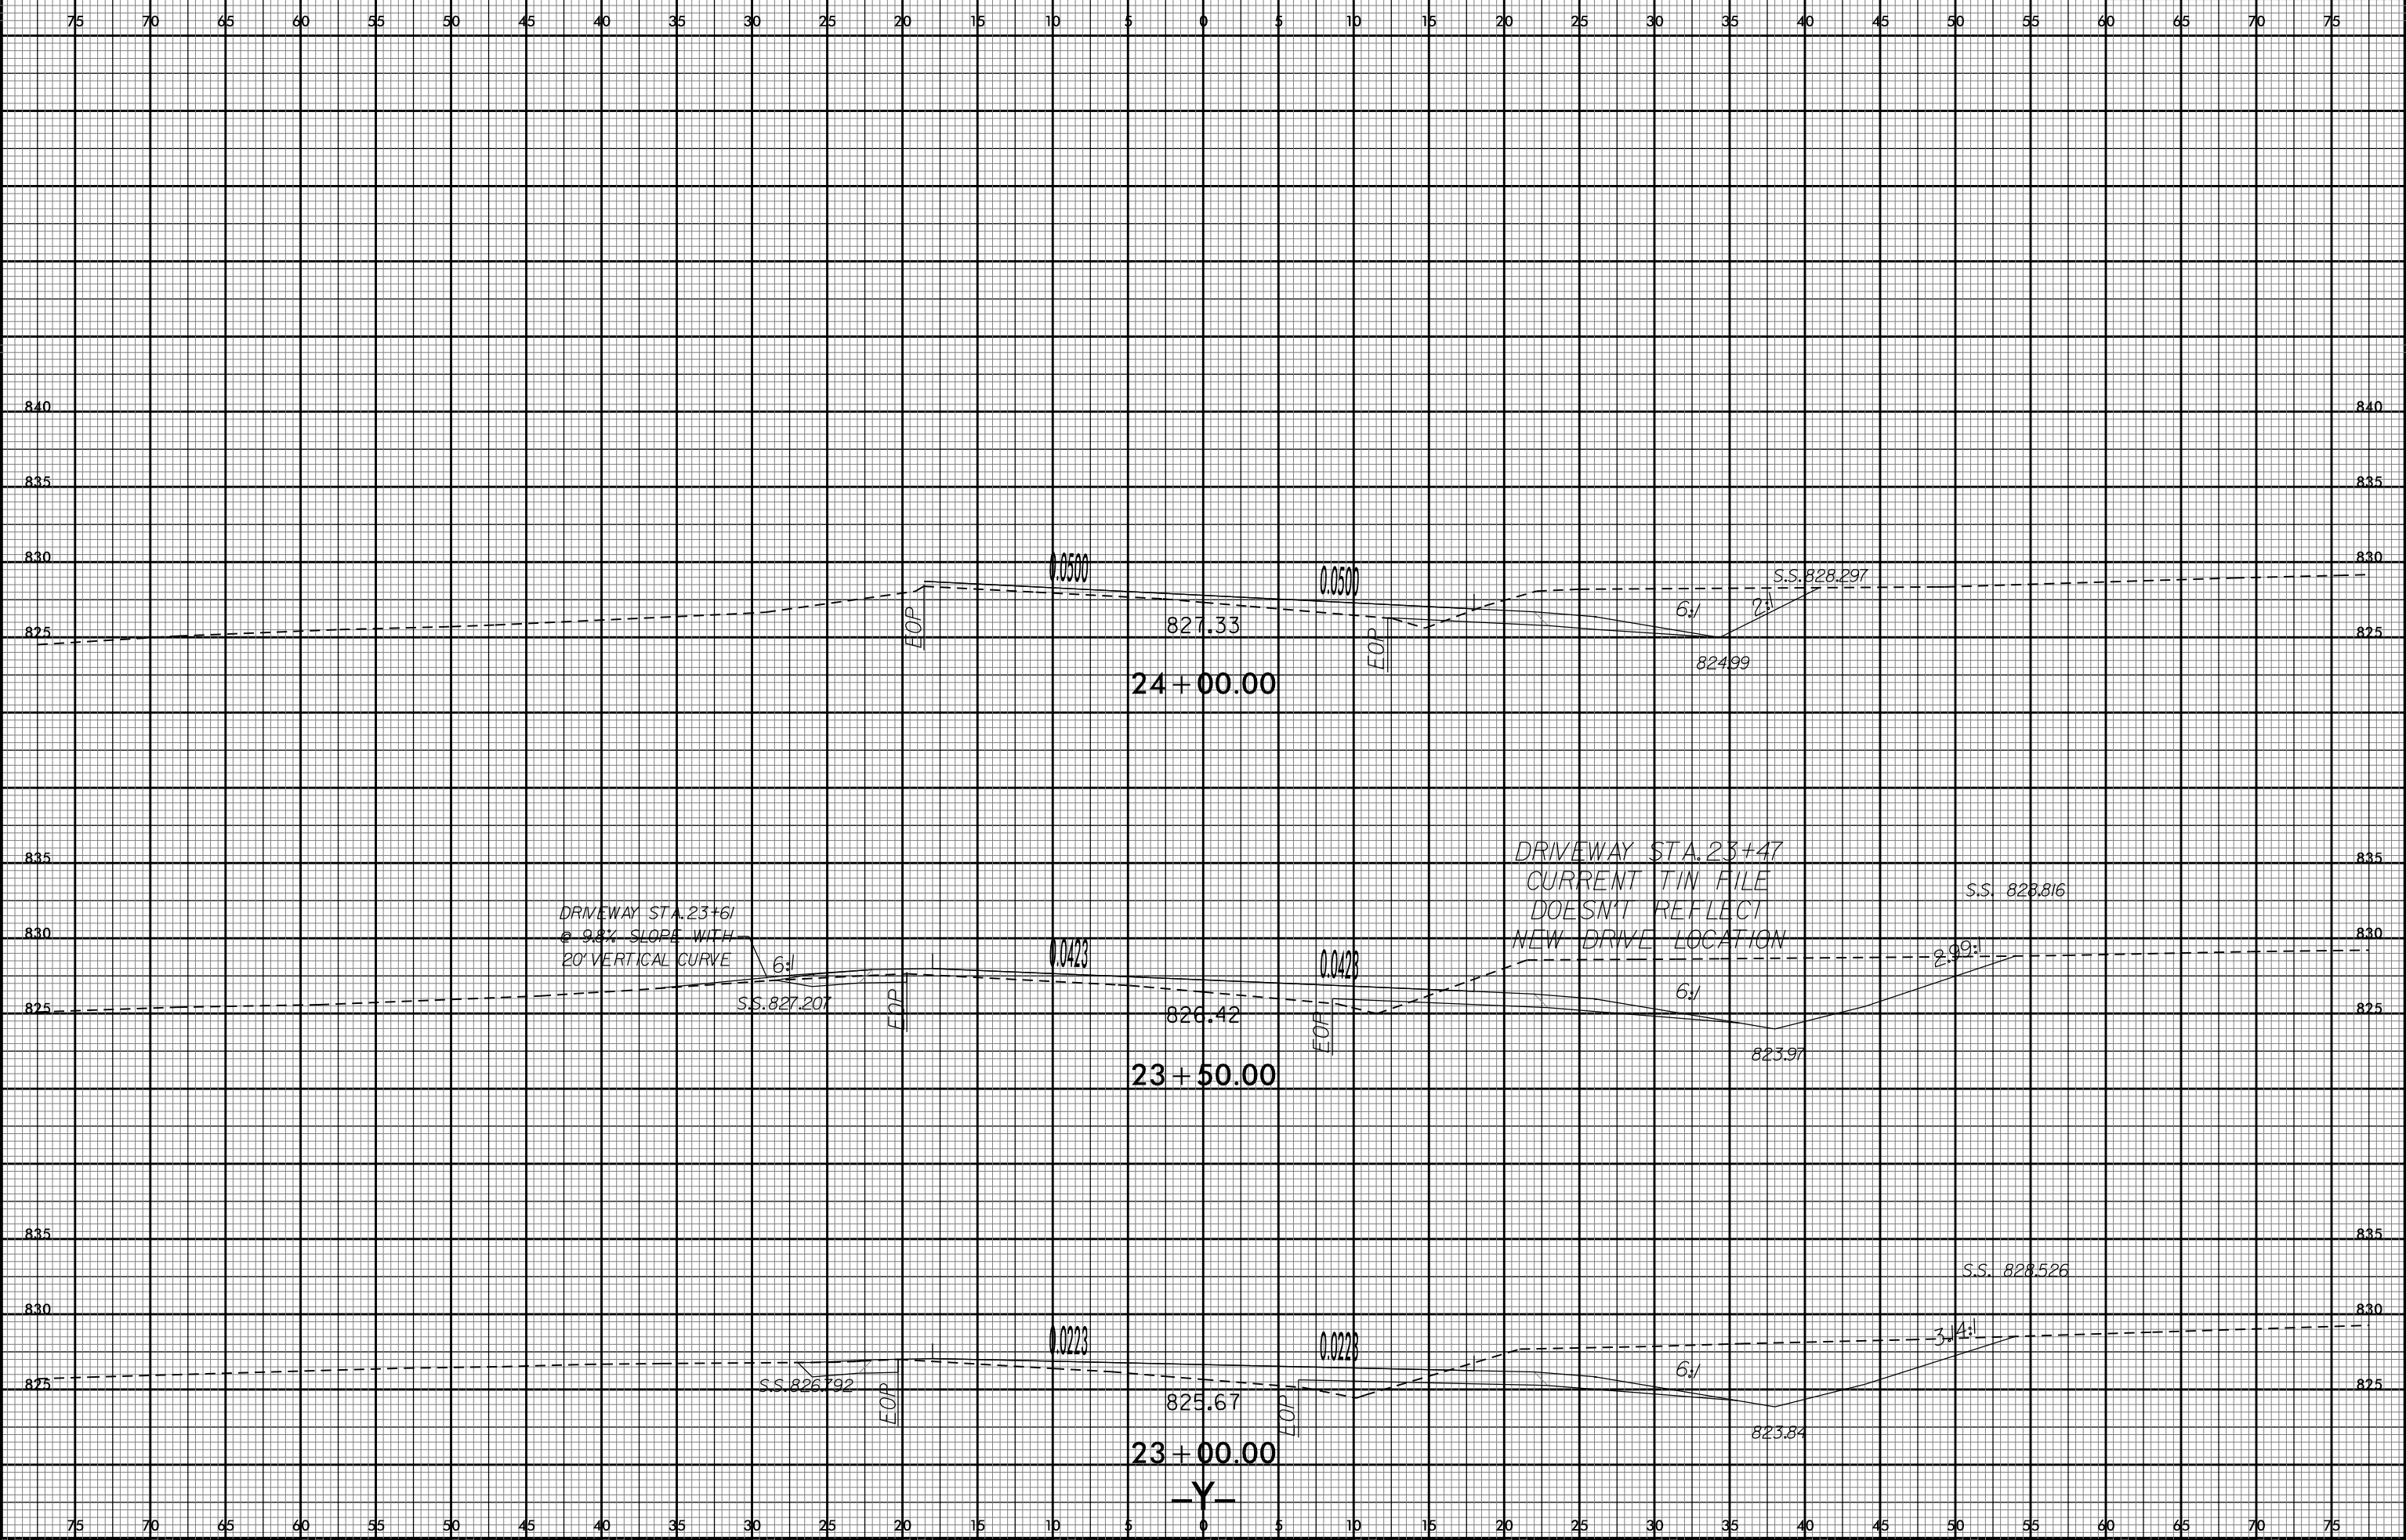 75 70 65 60 55 50 45 40 35 30 25 20 15 10 5 0 5 10 15 20 25 30 35 40 45 50 55 60 65 70 75
840 840
835 835
830 0.0500 0.0500 S.S. 828.297 830
6:1 2:1
EOP 827.33 EOP
825 825
824.99
24+00.00
835 DRIVEWAY STA. 23+47 835
CURRENT TIN FILE
S.S. 828.816
DOESN'T REFLECT
DRIVEWAY STA. 23+61
@ 9.8% SLOPE WITH
NEW DRIVE LOCATION
830 830
20' VERTICAL CURVE 6:1 0.0423 0.0423 2.99:1
6:1
S.S. 827.207
825 EOP 826.42 EOP 825
823.97
23+50.00
835 835
S.S. 828.526
830 830
0.0223 0.0223 3.14:1
6:1
825 S.S. 826.792 825
EOP 825.67 EOP
823.84
23+00.00
-Y-
75 70 65 60 55 50 45 40 35 30 25 20 15 10 5 0 5 10 15 20 25 30 35 40 45 50 55 60 65 70 75